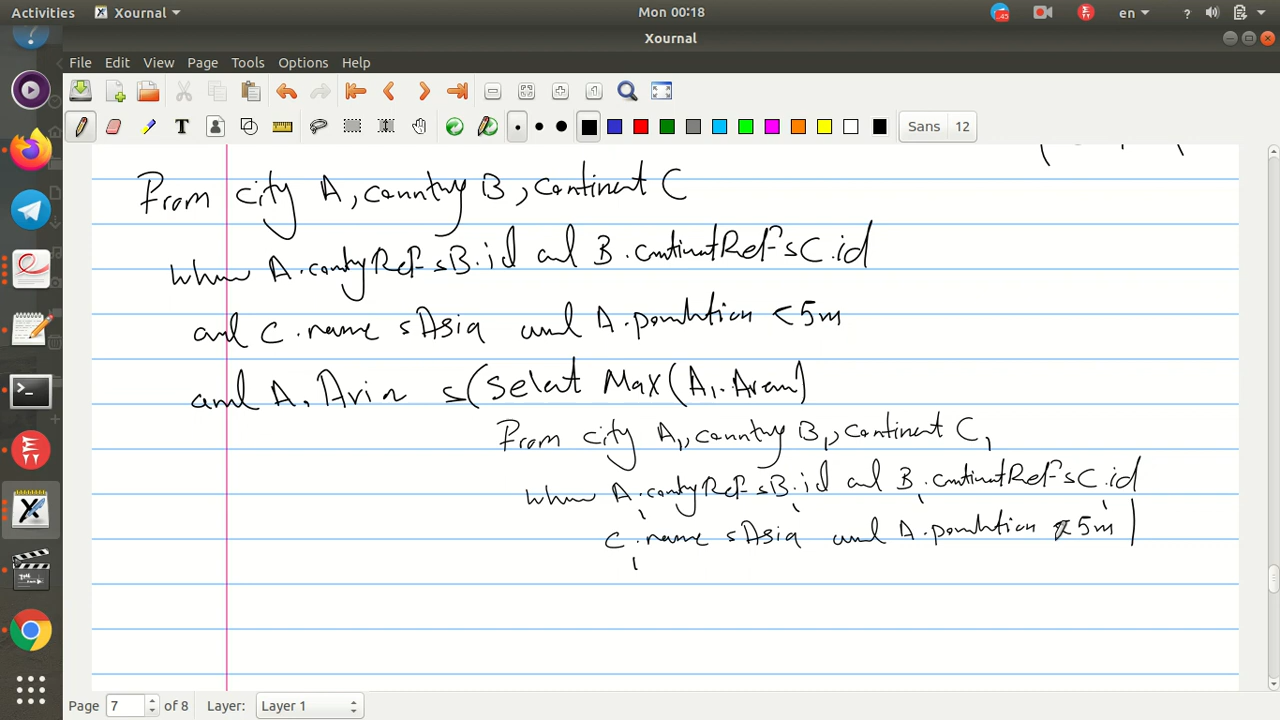 Activities Xournal Mon 00:18 45 en ?
Xournal
File Edit View Page Tools Options Help
Sans 12
From city A, country B, continent C
where A.countryRef = B.id and B.continentRef = C.id
and C.name = Asia and A.population < 5m
and A. = (Select Max(A1.Area)
From city A1, country B1, continent C1
where A1.countryRef = B1.id and B1.continentRef = C1.id
C1.name = Asia and A.population < 5m)
Page 7 of 8 Layer: Layer 1